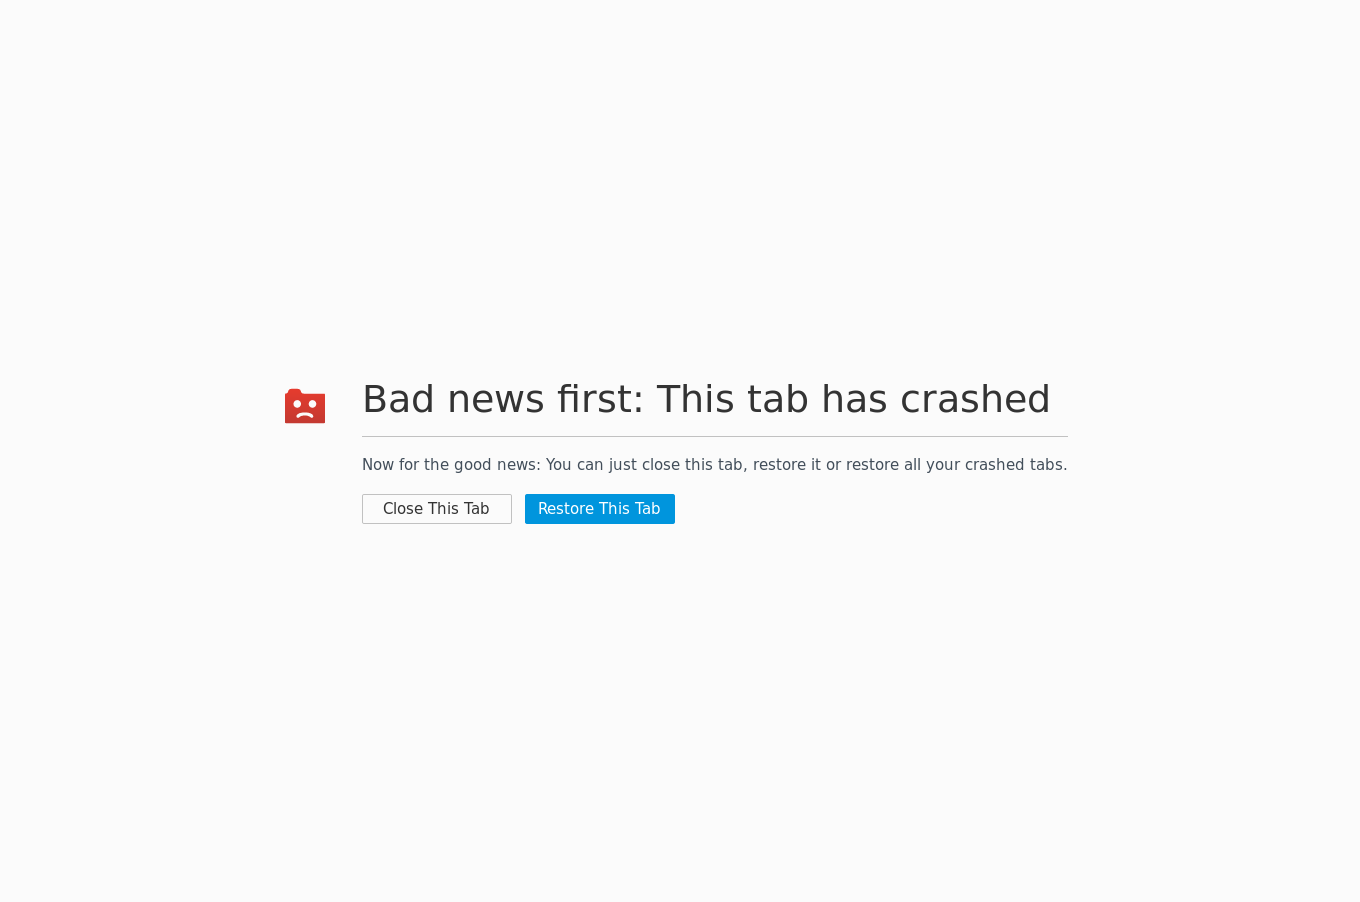 Bad news first: This tab has crashed
Now for the good news: You can just close this tab, restore it or restore all your crashed tabs.
Close This Tab
Restore This Tab